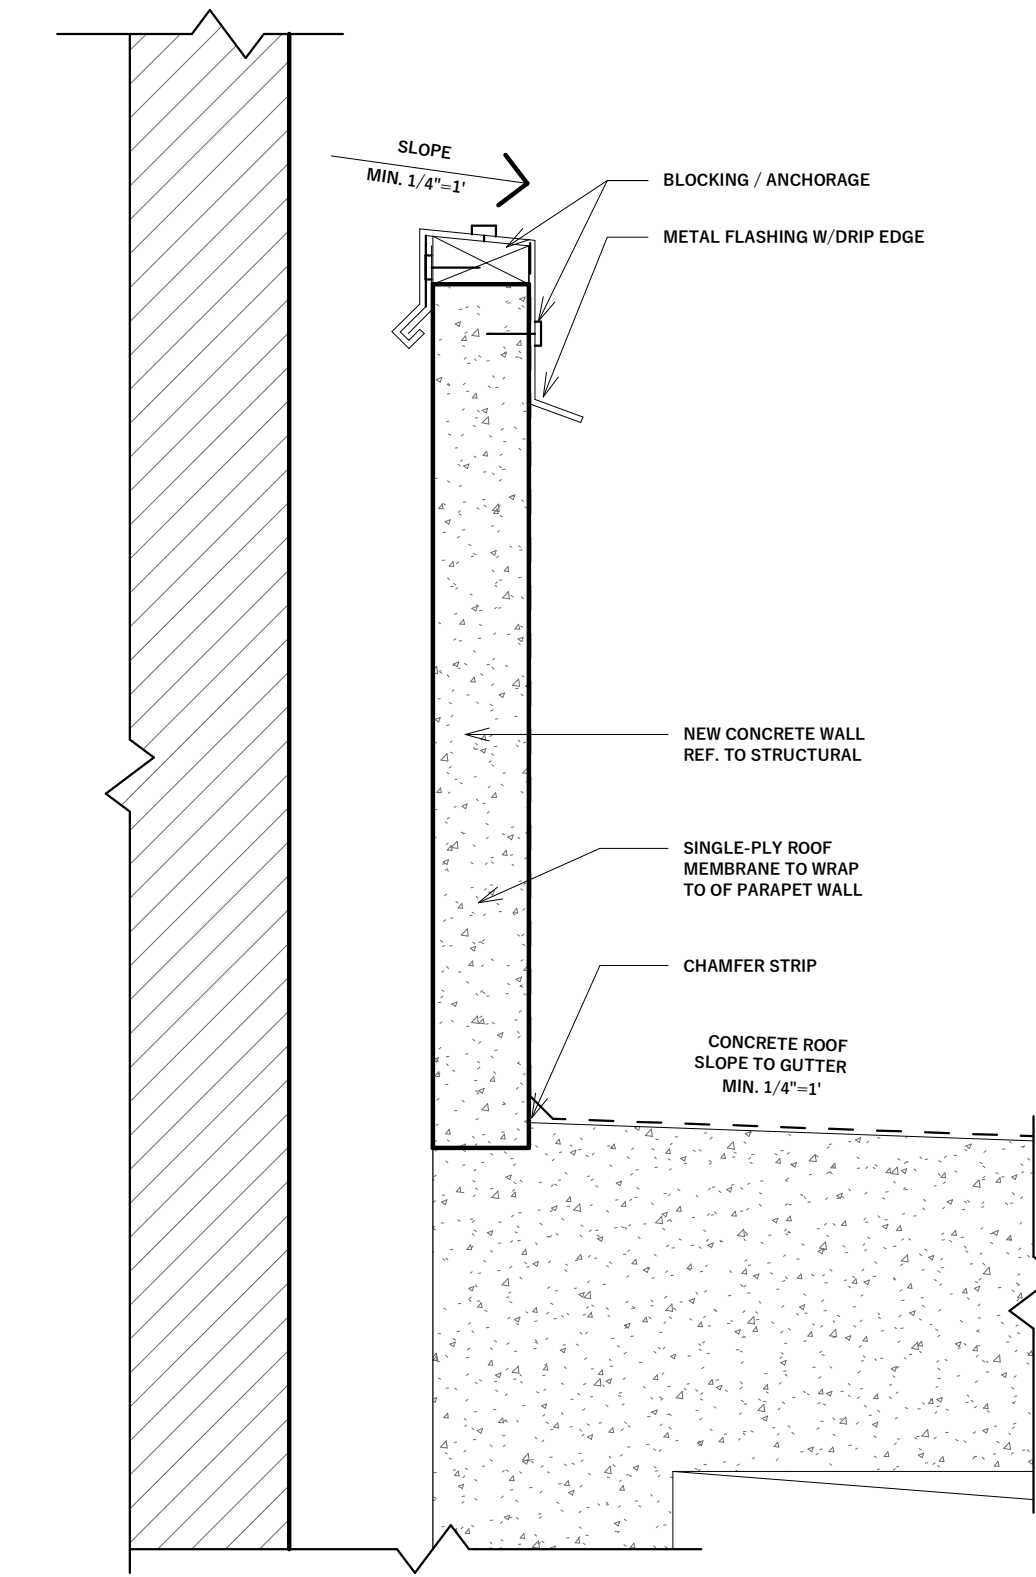 SLOPE
MIN. 1/4"=1'
BLOCKING / ANCHORAGE
METAL FLASHING W/DRIP EDGE
NEW CONCRETE WALL
REF. TO STRUCTURAL
SINGLE-PLY ROOF
MEMBRANE TO WRAP
TO OF PARAPET WALL
CHAMFER STRIP
CONCRETE ROOF
SLOPE TO GUTTER
MIN. 1/4"=1'